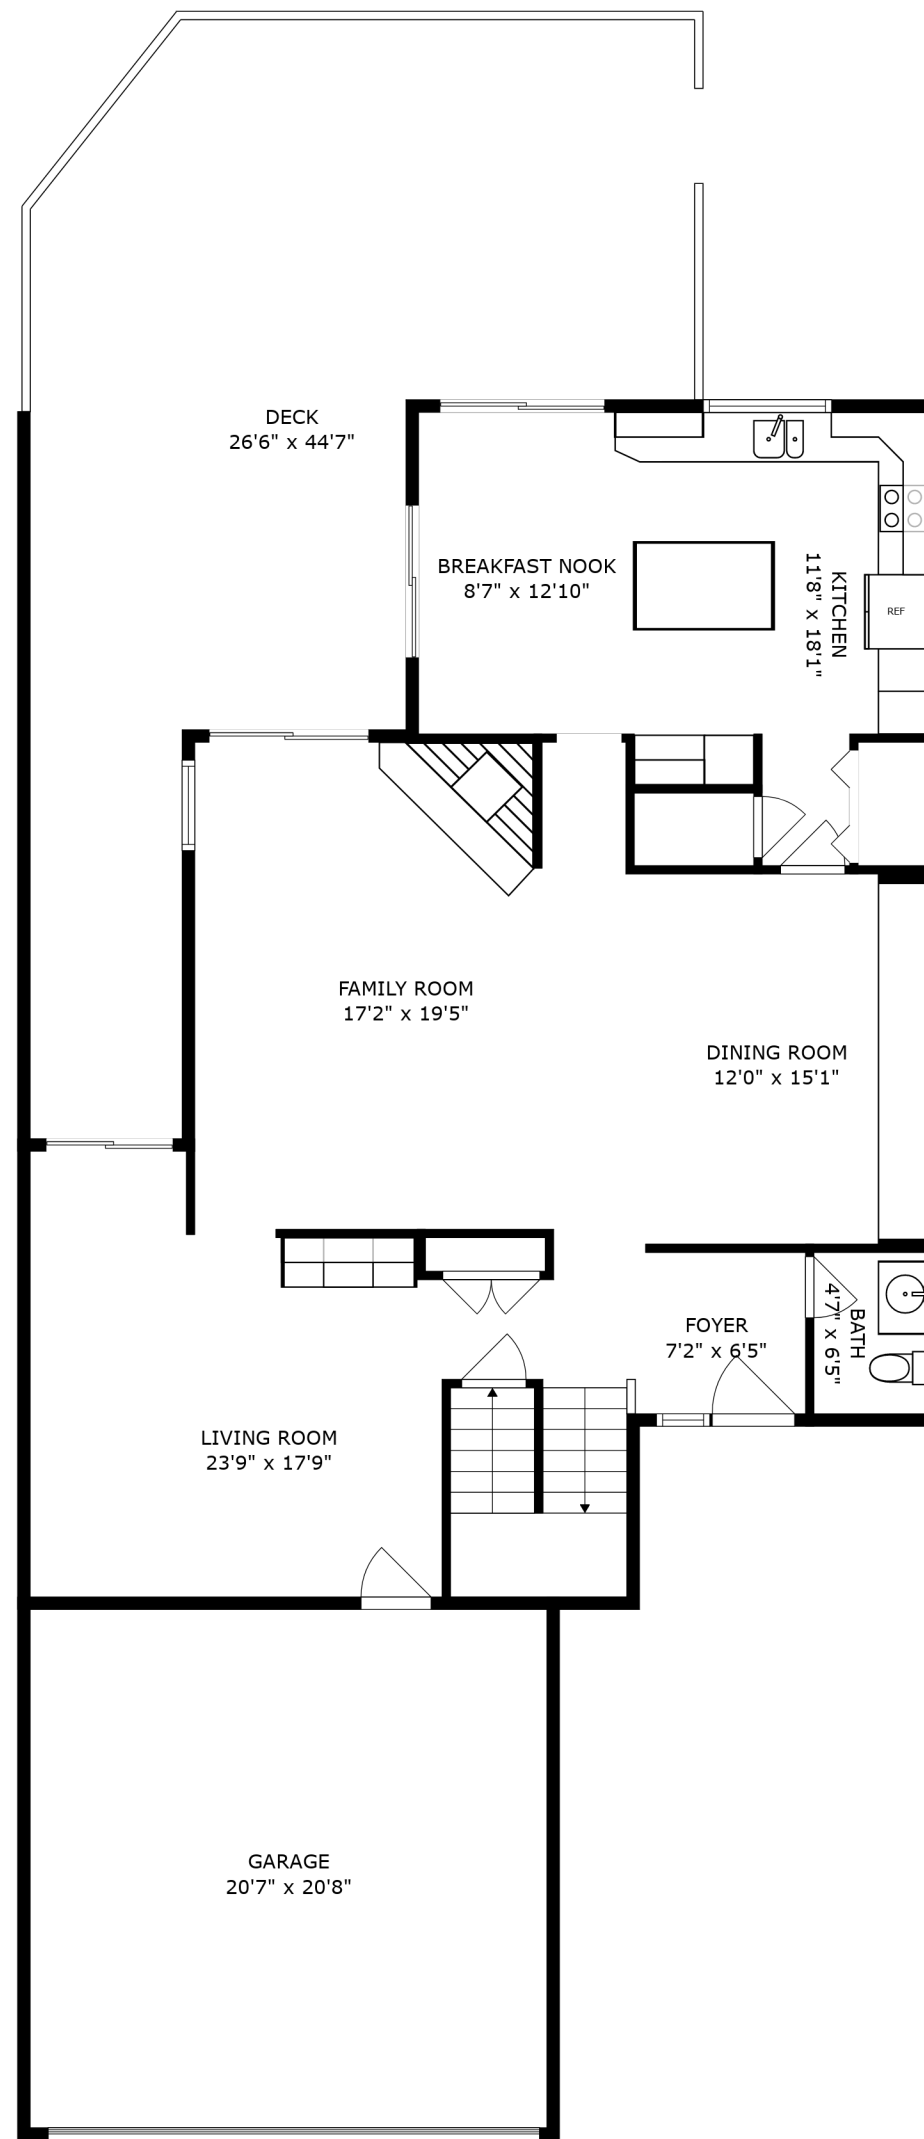 DECK
26'6" x 44'7"
BREAKFAST NOOK
8'7" x 12'10"
KITCHEN
11'8" x 18'1"
REF
FAMILY ROOM
17'2" x 19'5"
DINING ROOM
12'0" x 15'1"
FOYER
7'2" x 6'5"
BATH
4'7" x 6'5"
LIVING ROOM
23'9" x 17'9"
GARAGE
20'7" x 20'8"